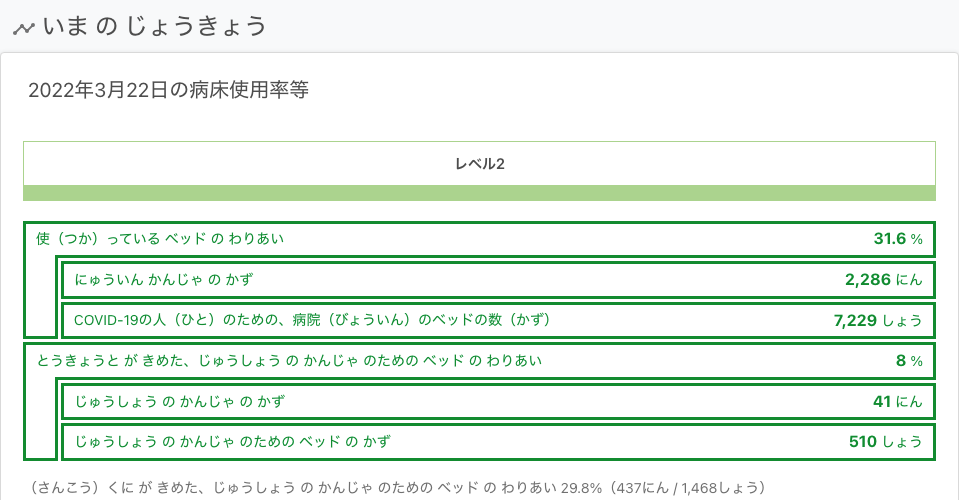 いま の じょうきょう
2022年3月22日の病床使用率等
レベル2
使（つか）っている ベッド の わりあい 31.6 %
にゅういん かんじゃ の かず 2,286 にん
COVID-19の人（ひと）のための、病院（びょういん）のベッドの数（かず） 7,229 しょう
とうきょうと が きめた、じゅうしょう の かんじゃ のための ベッド の わりあい 8 %
じゅうしょう の かんじゃ の かず 41 にん
じゅうしょう の かんじゃ のための ベッド の かず 510 しょう
（さんこう）くに が きめた、じゅうしょう の かんじゃ のための ベッド の わりあい 29.8%（437にん / 1,468しょう）